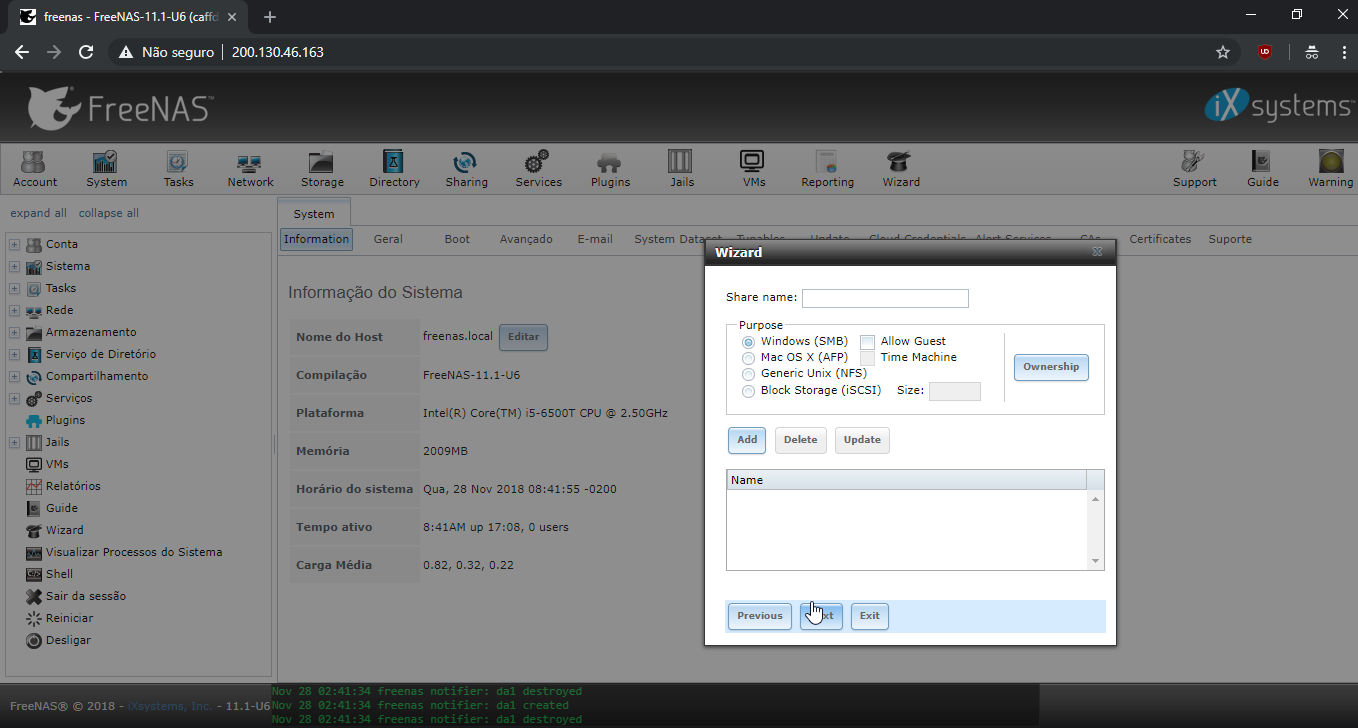 freenas - FreeNAS-11.1-U6 (caffd
Não seguro | 200.130.46.163
FreeNAS™
iXsystems™
Account System Tasks Network Storage Directory Sharing Services Plugins Jails VMs Reporting Wizard Support Guide Warning
expand all collapse all
Conta
Sistema
Tasks
Rede
Armazenamento
Serviço de Diretório
Compartilhamento
Serviços
Plugins
Jails
VMs
Relatórios
Guide
Wizard
Visualizar Processos do Sistema
Shell
Sair da sessão
Reiniciar
Desligar
System
Information Geral Boot Avançado E-mail System Dataset Tunables Update Cloud Credentials Alert Services CAs Certificates Suporte
Informação do Sistema
Nome do Host freenas.local Editar
Compilação FreeNAS-11.1-U6
Plataforma Intel(R) Core(TM) i5-6500T CPU @ 2.50GHz
Memória 2009MB
Horário do sistema Qua, 28 Nov 2018 08:41:55 -0200
Tempo ativo 8:41AM up 17:08, 0 users
Carga Média 0.82, 0.32, 0.22
Wizard
Share name:
Purpose
Windows (SMB) Allow Guest
Mac OS X (AFP) Time Machine
Generic Unix (NFS)
Block Storage (iSCSI) Size:
Ownership
Add Delete Update
Name
Previous Exit
FreeNAS® © 2018 - iXsystems, Inc. - 11.1-U6
Nov 28 02:41:34 freenas notifier: da1 destroyed
Nov 28 02:41:34 freenas notifier: da1 created
Nov 28 02:41:34 freenas notifier: da1 destroyed